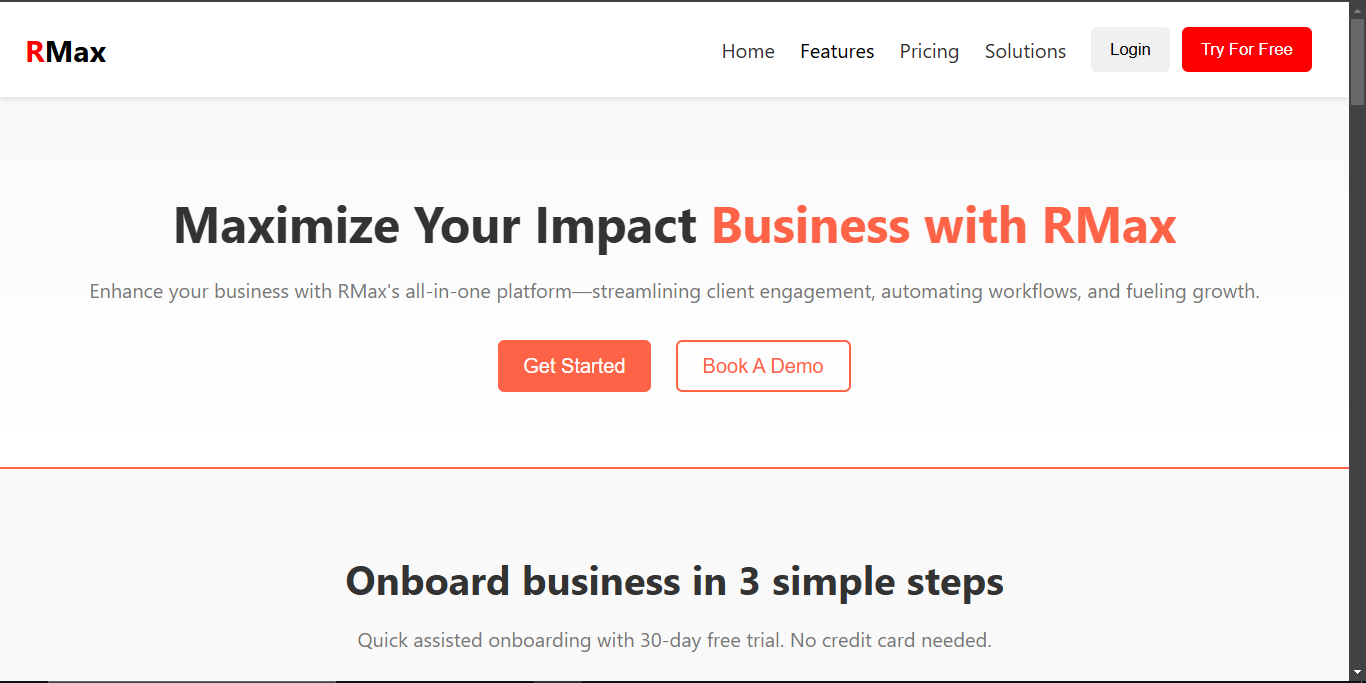 RMax
Home Features Pricing Solutions Login Try For Free
Maximize Your Impact Business with RMax
Enhance your business with RMax's all-in-one platform—streamlining client engagement, automating workflows, and fueling growth.
Get Started Book A Demo
Onboard business in 3 simple steps
Quick assisted onboarding with 30-day free trial. No credit card needed.